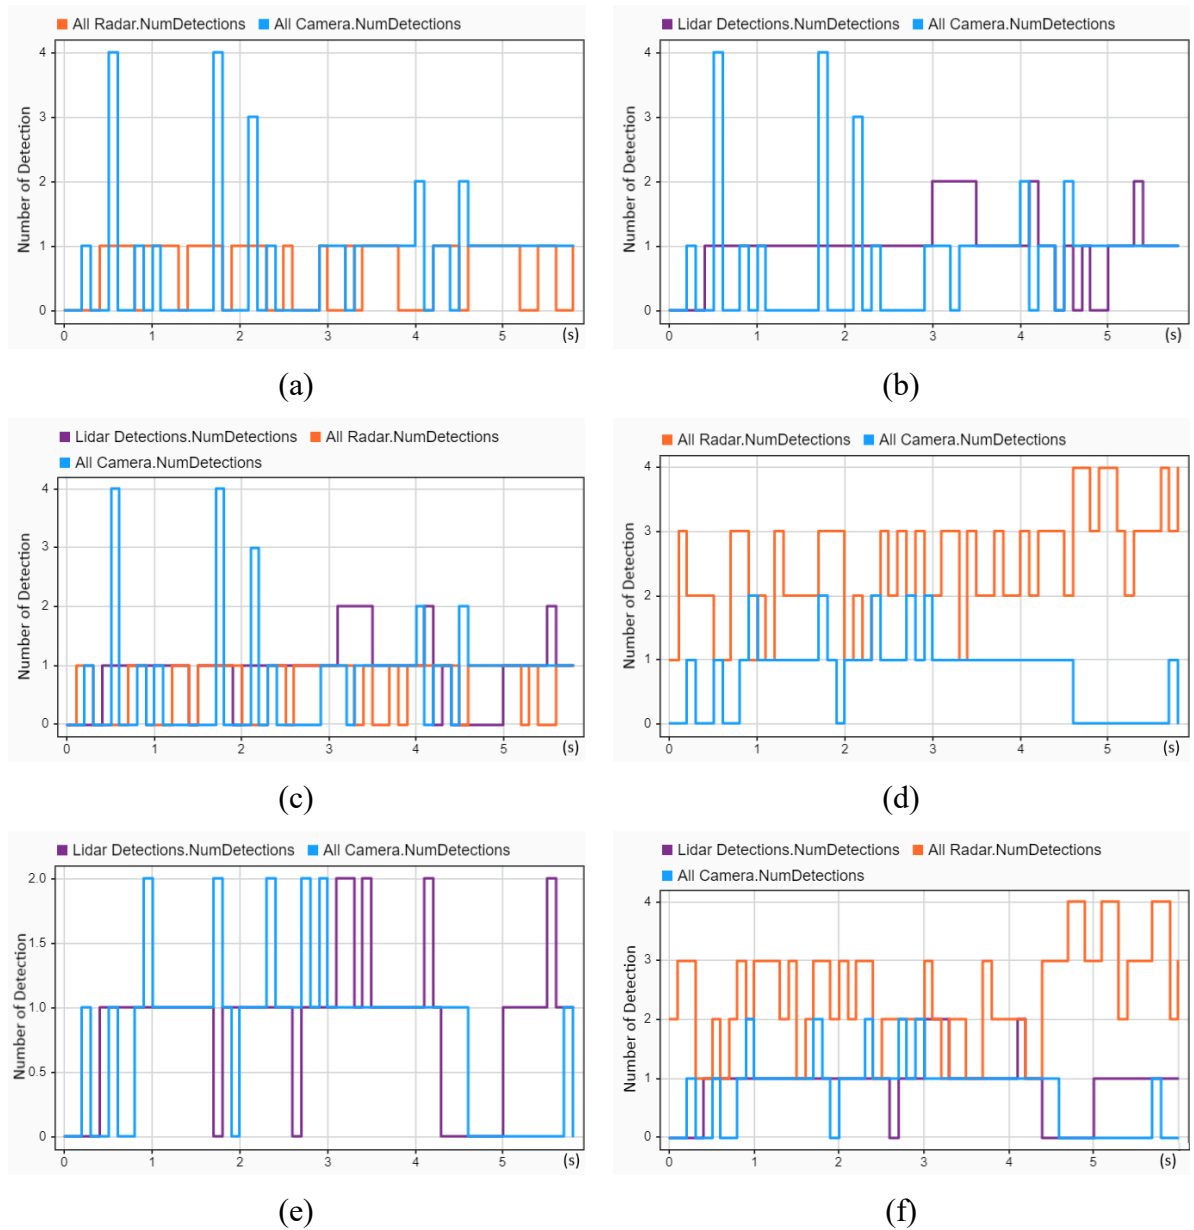 All Radar.NumDetections All Camera.NumDetections
Number of Detection
4
3
2
1
0
0 1 2 3 4 5 (s)
(a)
Lidar Detections.NumDetections All Camera.NumDetections
Number of Detection
4
3
2
1
0
0 1 2 3 4 5 (s)
(b)
Lidar Detections.NumDetections All Radar.NumDetections
All Camera.NumDetections
Number of Detection
4
3
2
1
0
0 1 2 3 4 5 (s)
(c)
All Radar.NumDetections All Camera.NumDetections
Number of Detection
4
3
2
1
0
0 1 2 3 4 5 (s)
(d)
Lidar Detections.NumDetections All Camera.NumDetections
Number of Detection
2.0
1.5
1.0
0.5
0
0 1 2 3 4 5 (s)
(e)
Lidar Detections.NumDetections All Radar.NumDetections
All Camera.NumDetections
Number of Detection
4
3
2
1
0
0 1 2 3 4 5 (s)
(f)